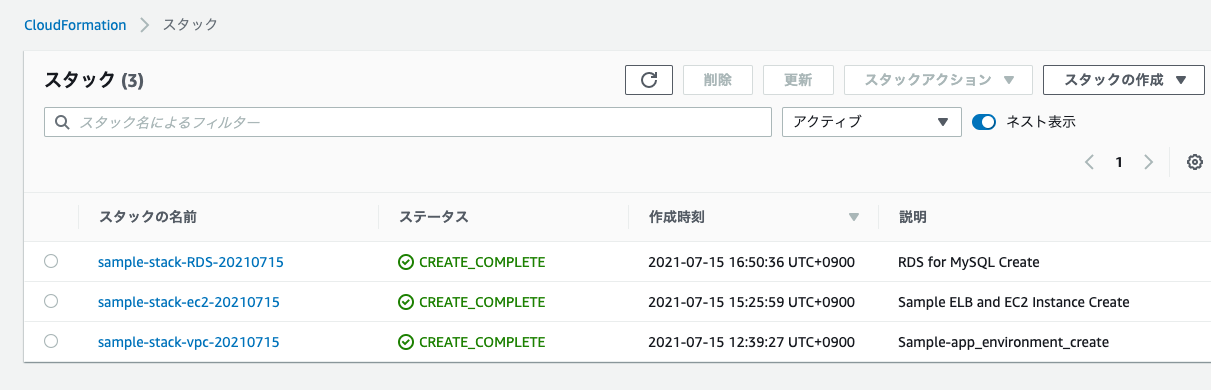 CloudFormation > スタック
スタック (3)
削除 更新 スタックアクション ▼ スタックの作成 ▼
スタック名によるフィルター アクティブ ▼ ネスト表示
< 1 >
スタックの名前 ステータス 作成時刻 ▼ 説明
sample-stack-RDS-20210715 CREATE_COMPLETE 2021-07-15 16:50:36 UTC+0900 RDS for MySQL Create
sample-stack-ec2-20210715 CREATE_COMPLETE 2021-07-15 15:25:59 UTC+0900 Sample ELB and EC2 Instance Create
sample-stack-vpc-20210715 CREATE_COMPLETE 2021-07-15 12:39:27 UTC+0900 Sample-app_environment_create